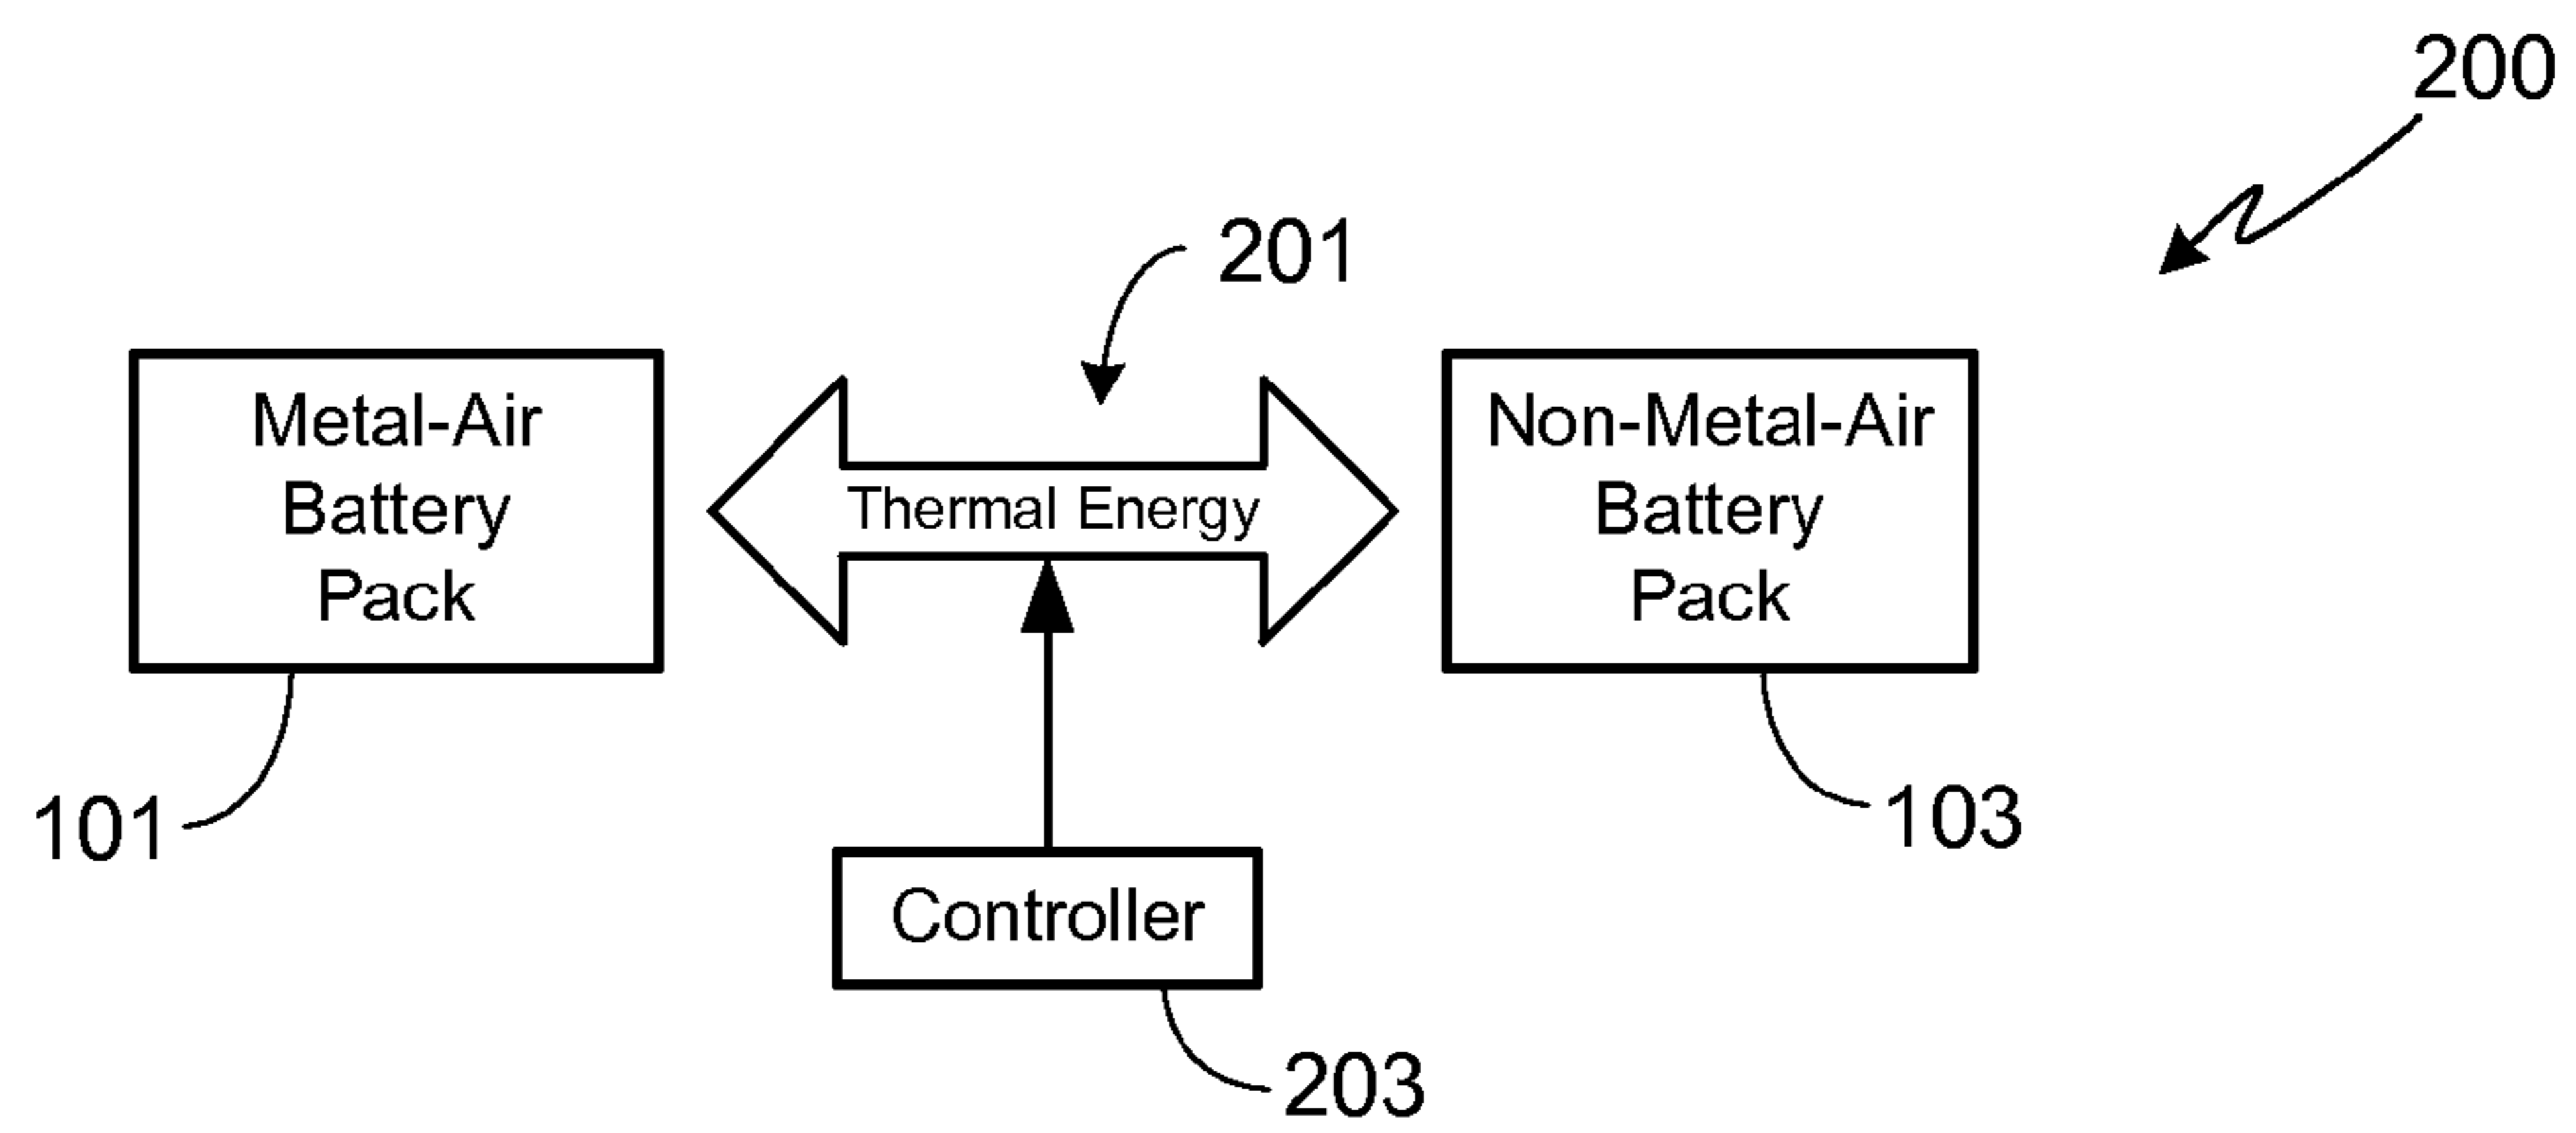 200
201
Metal-Air
Battery
Pack
Thermal Energy
Non-Metal-Air
Battery
Pack
101
103
Controller
203